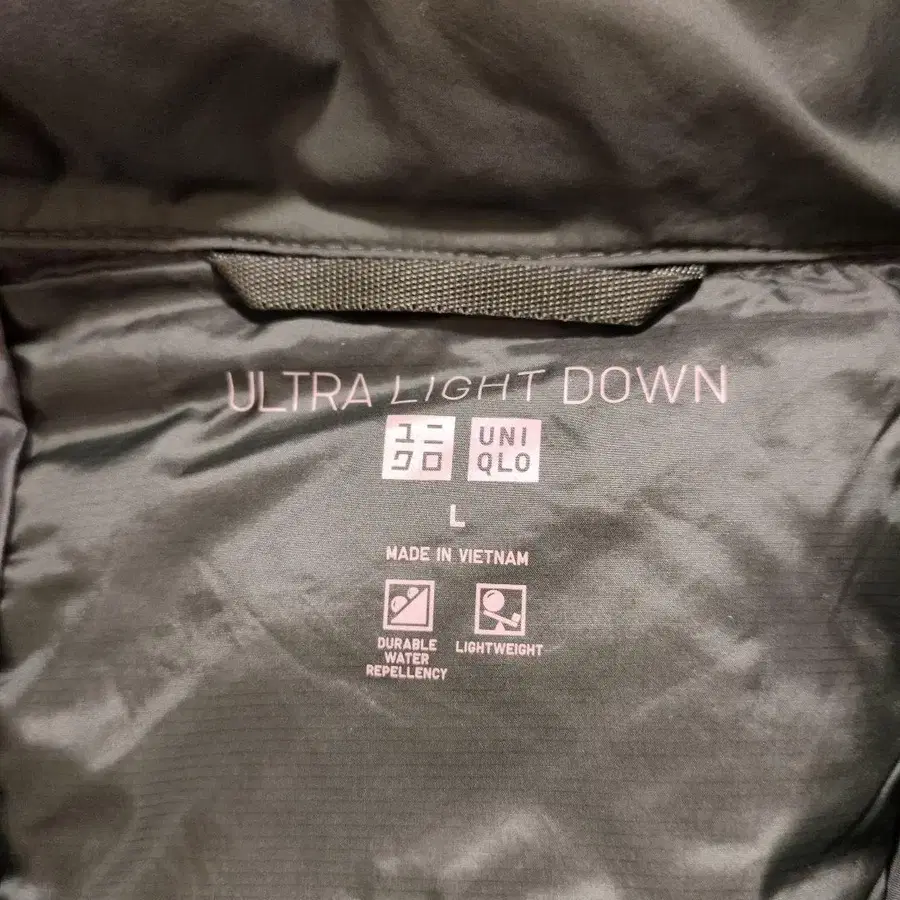 ULTRA LIGHT DOWN
ユニ
クロ
UNI
QLO
L
MADE IN VIETNAM
DURABLE
WATER
REPELLENCY
LIGHTWEIGHT